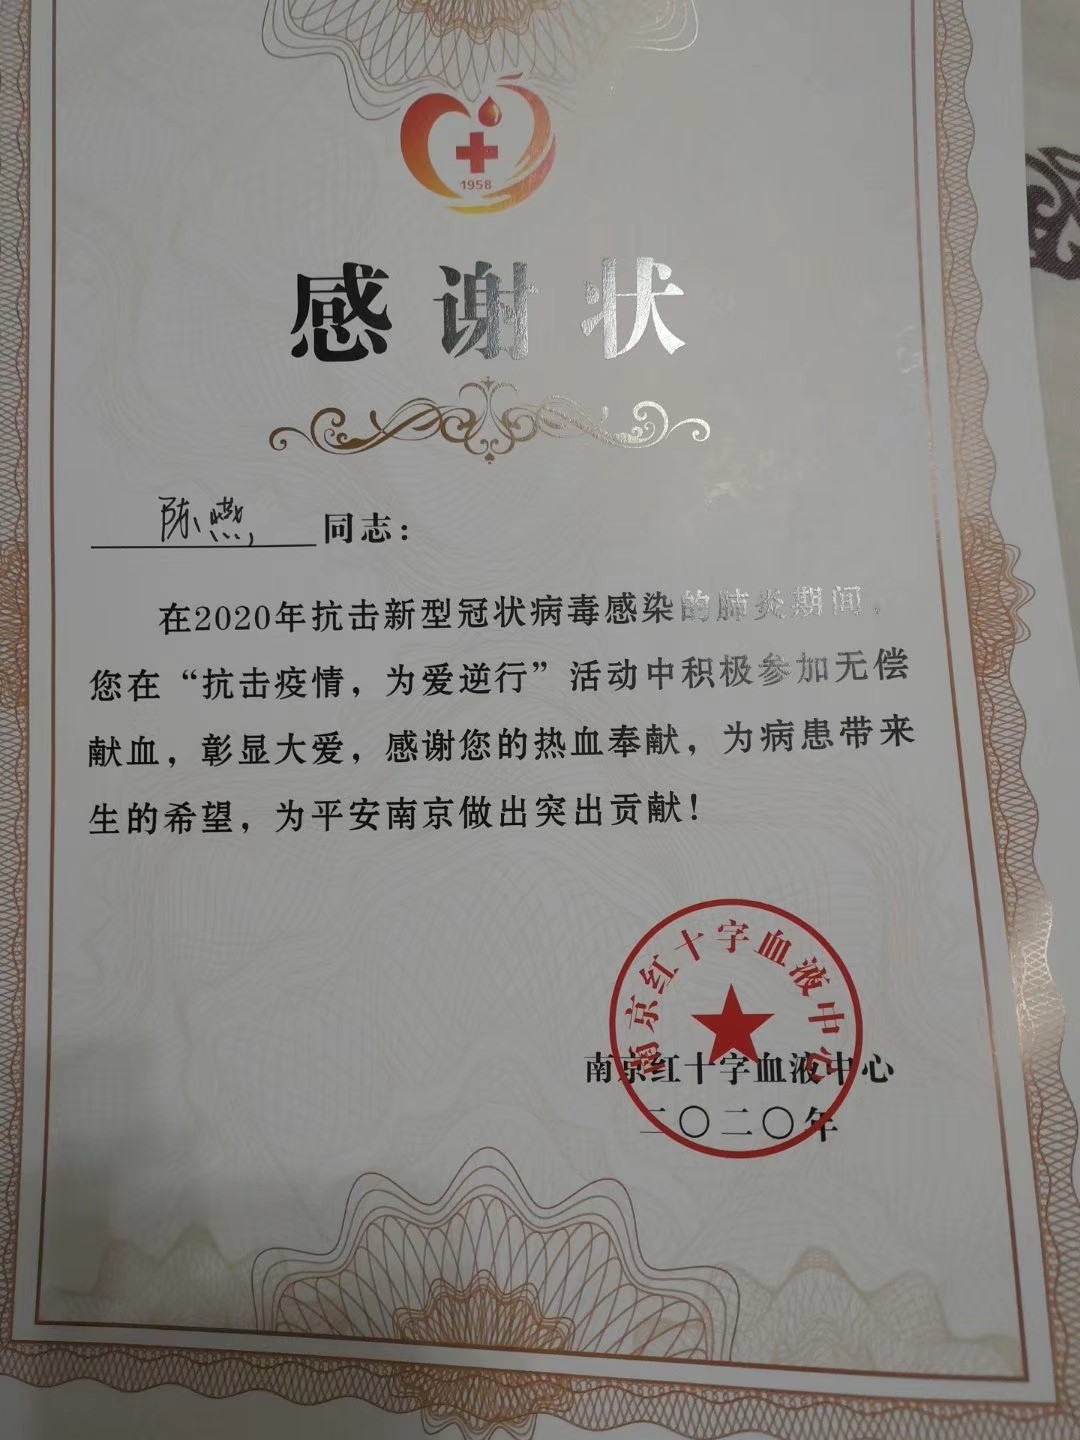 1958
感谢状
陈燕 同志：
在2020年抗击新型冠状病毒感染的肺炎期间，
您在“抗击疫情，为爱逆行”活动中积极参加无偿
献血，彰显大爱，感谢您的热血奉献，为病患带来
生的希望，为平安南京做出突出贡献！
南京红十字血液中心
南京红十字血液中心
二〇二〇年